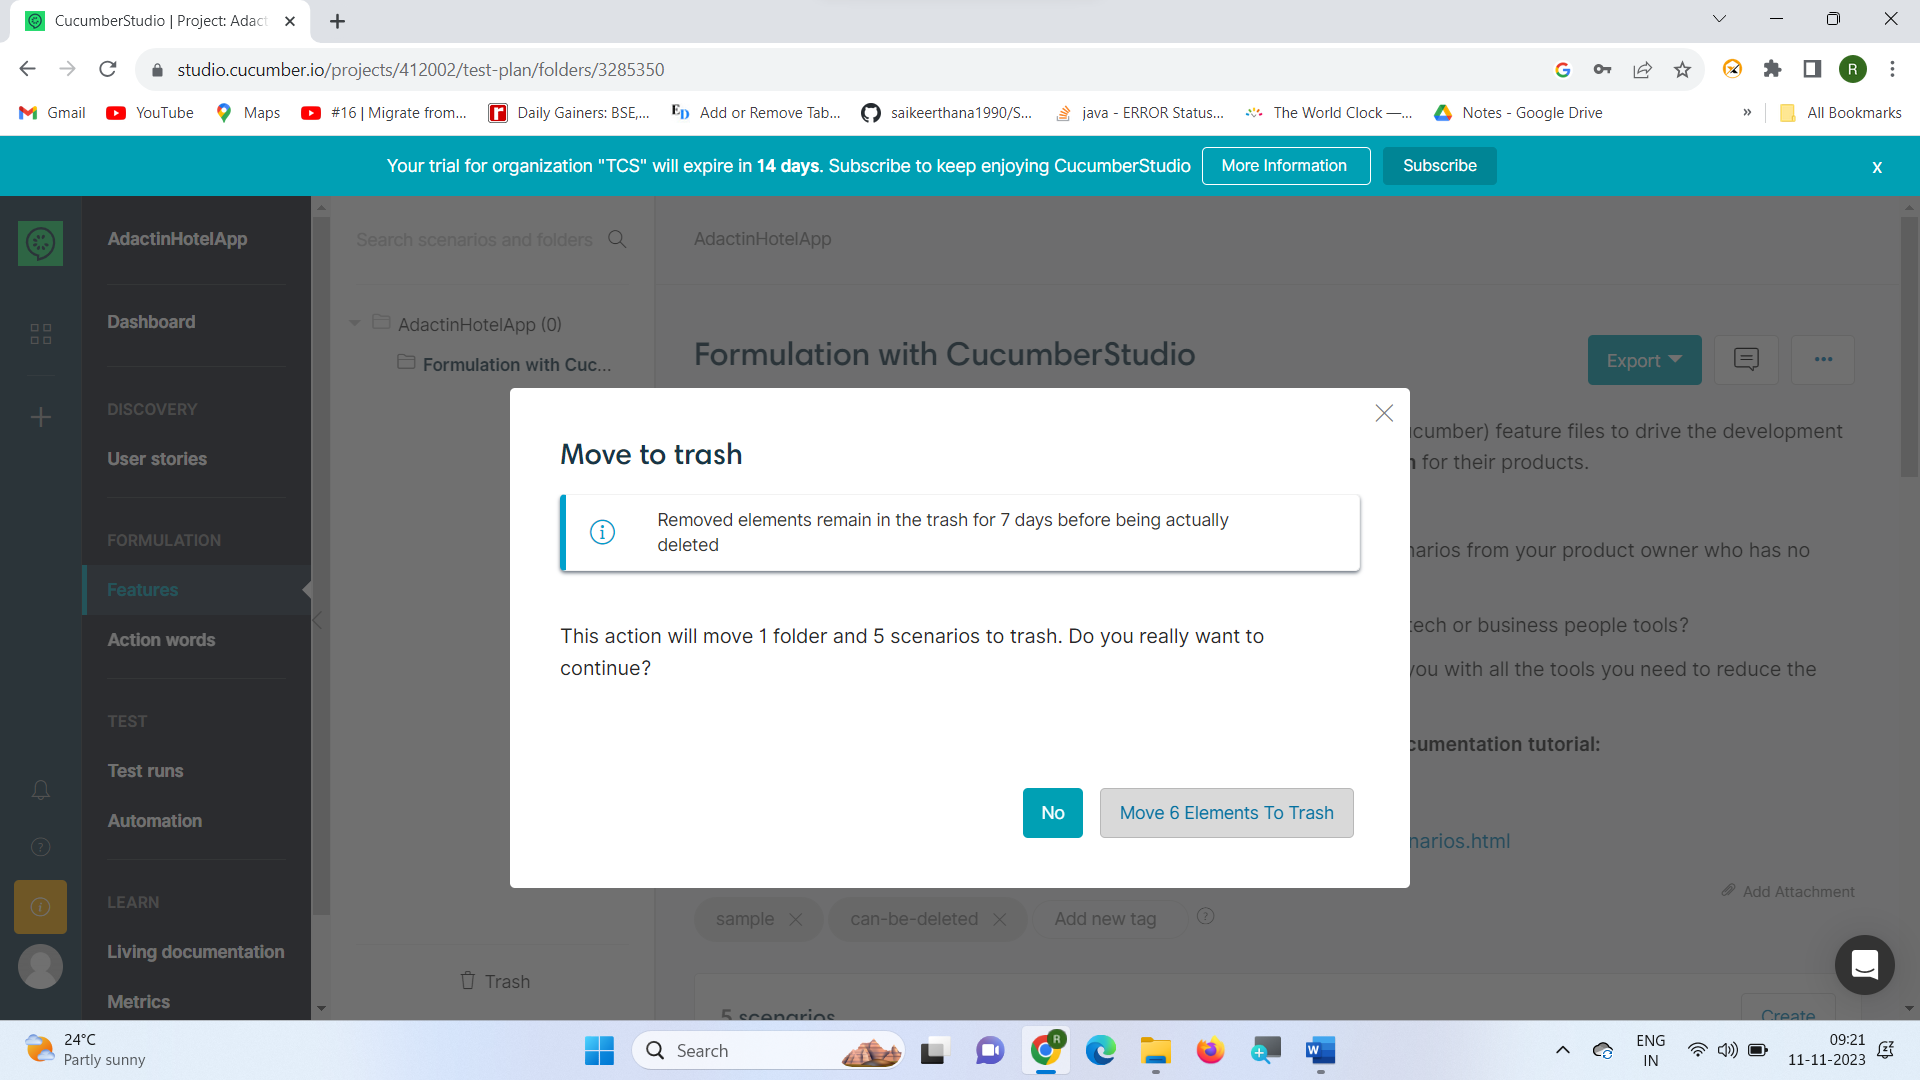 CucumberStudio | Project: Adact
studio.cucumber.io/projects/412002/test-plan/folders/3285350
R
Gmail
YouTube
Maps
#16 | Migrate from...
Daily Gainers: BSE,...
Add or Remove Tab...
saikeerthana1990/S...
java - ERROR Status...
The World Clock —...
Notes - Google Drive
»
All Bookmarks
Your trial for organization "TCS" will expire in 14 days. Subscribe to keep enjoying CucumberStudio
More Information
Subscribe
x
AdactinHotelApp
Dashboard
DISCOVERY
User stories
FORMULATION
Features
Action words
TEST
Test runs
Automation
LEARN
Living documentation
Metrics
Search scenarios and folders
AdactinHotelApp (0)
Formulation with Cuc...
Trash
AdactinHotelApp
Formulation with CucumberStudio
Export
cumber) feature files to drive the development
for their products.
narios from your product owner who has no
tech or business people tools?
you with all the tools you need to reduce the
cumentation tutorial:
narios.html
Add Attachment
sample
can-be-deleted
Add new tag
5 scenarios
Create
Move to trash
Removed elements remain in the trash for 7 days before being actually
deleted
This action will move 1 folder and 5 scenarios to trash. Do you really want to
continue?
No
Move 6 Elements To Trash
24°C
Partly sunny
Search
R
ENG
IN
09:21
11-11-2023